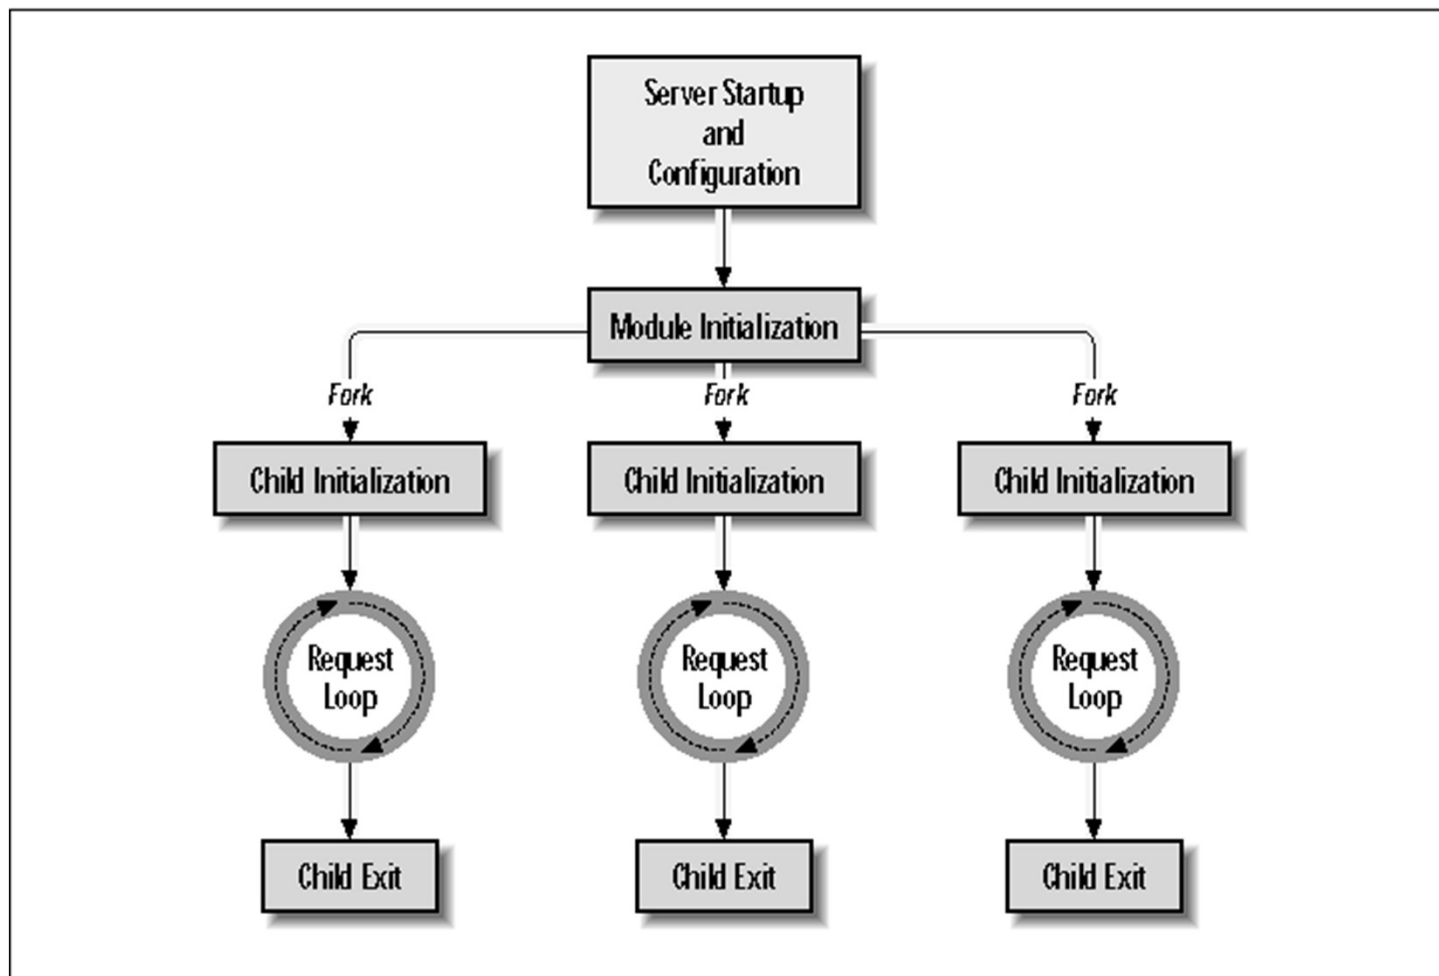 Server Startup
and
Configuration
Module Initialization
Fork
Fork
Fork
Child Initialization
Child Initialization
Child Initialization
Request
Loop
Request
Loop
Request
Loop
Child Exit
Child Exit
Child Exit